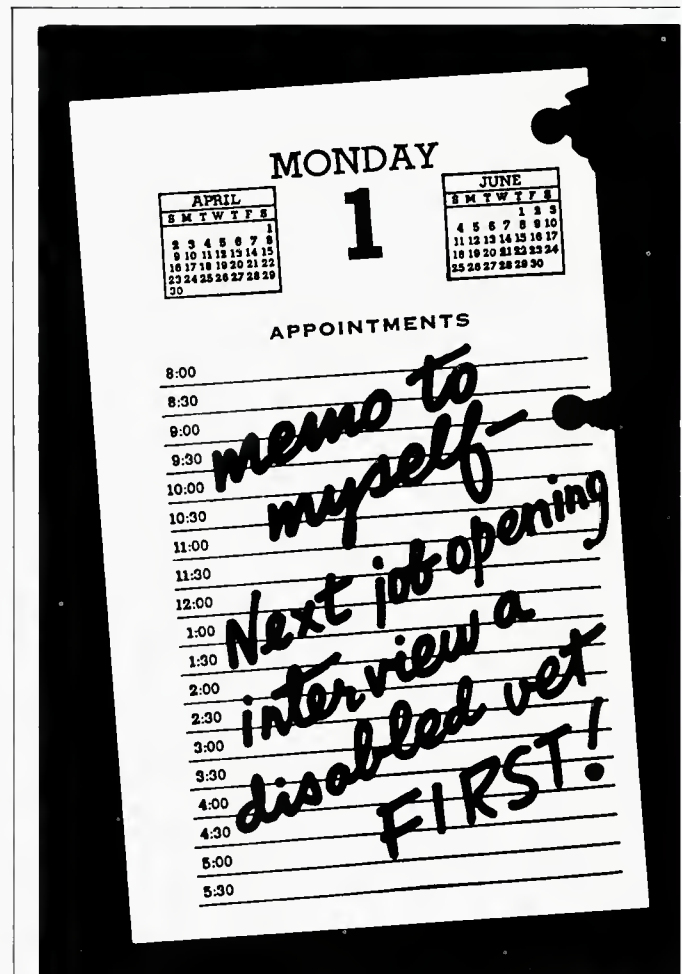 MONDAY
1
APRIL
S M T W T F S
1
2 3 4 5 6 7 8
9 10 11 12 13 14 15
16 17 18 19 20 21 22
23 24 25 26 27 28 29
30
JUNE
S M T W T F S
1 2 3
4 5 6 7 8 9 10
11 12 13 14 15 16 17
18 19 20 21 22 23 24
25 26 27 28 29 30
APPOINTMENTS
8:00
8:30
9:00
9:30
10:00
10:30
11:00
11:30
12:00
1:00
1:30
2:00
2:30
3:00
3:30
4:00
4:30
5:00
5:30
memo to
myself-
Next job opening
interview a
disabled vet
FIRST!